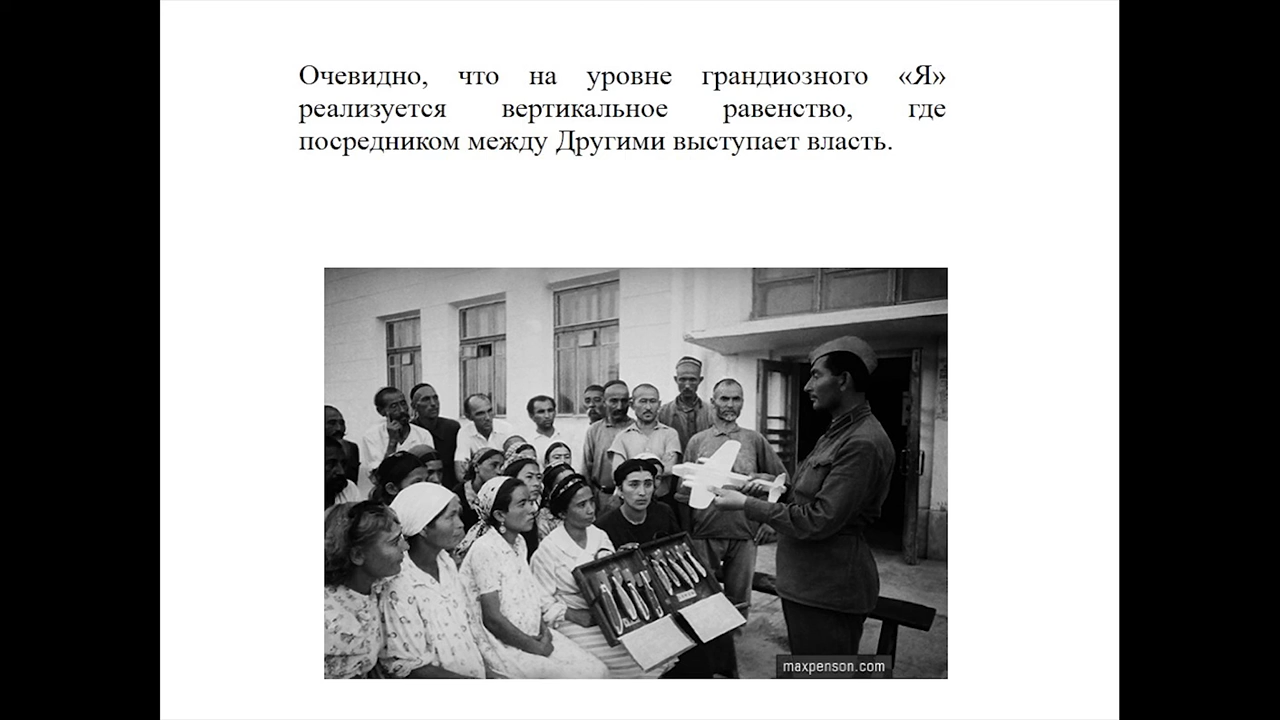 Очевидно, что на уровне грандиозного «Я»
реализуется вертикальное равенство, где
посредником между Другими выступает власть.
maxpenson.com